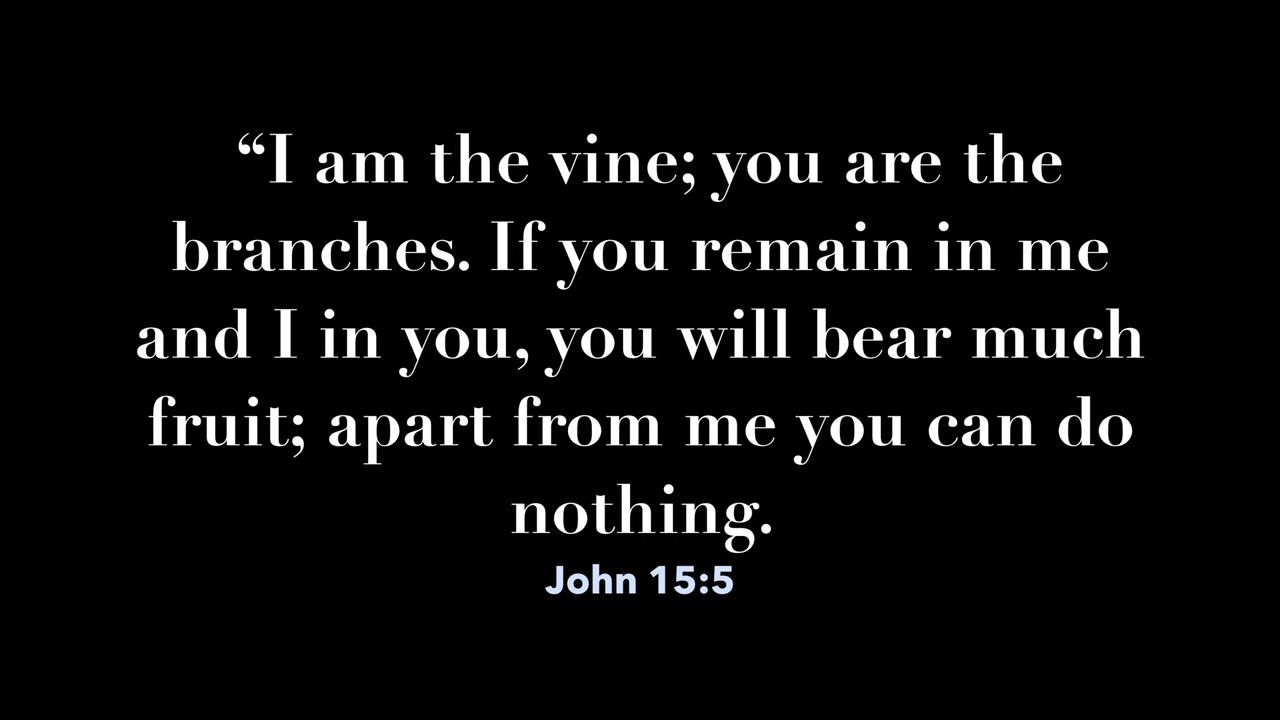 “I am the vine; you are the
branches. If you remain in me
and I in you, you will bear much
fruit; apart from me you can do
nothing.
John 15:5